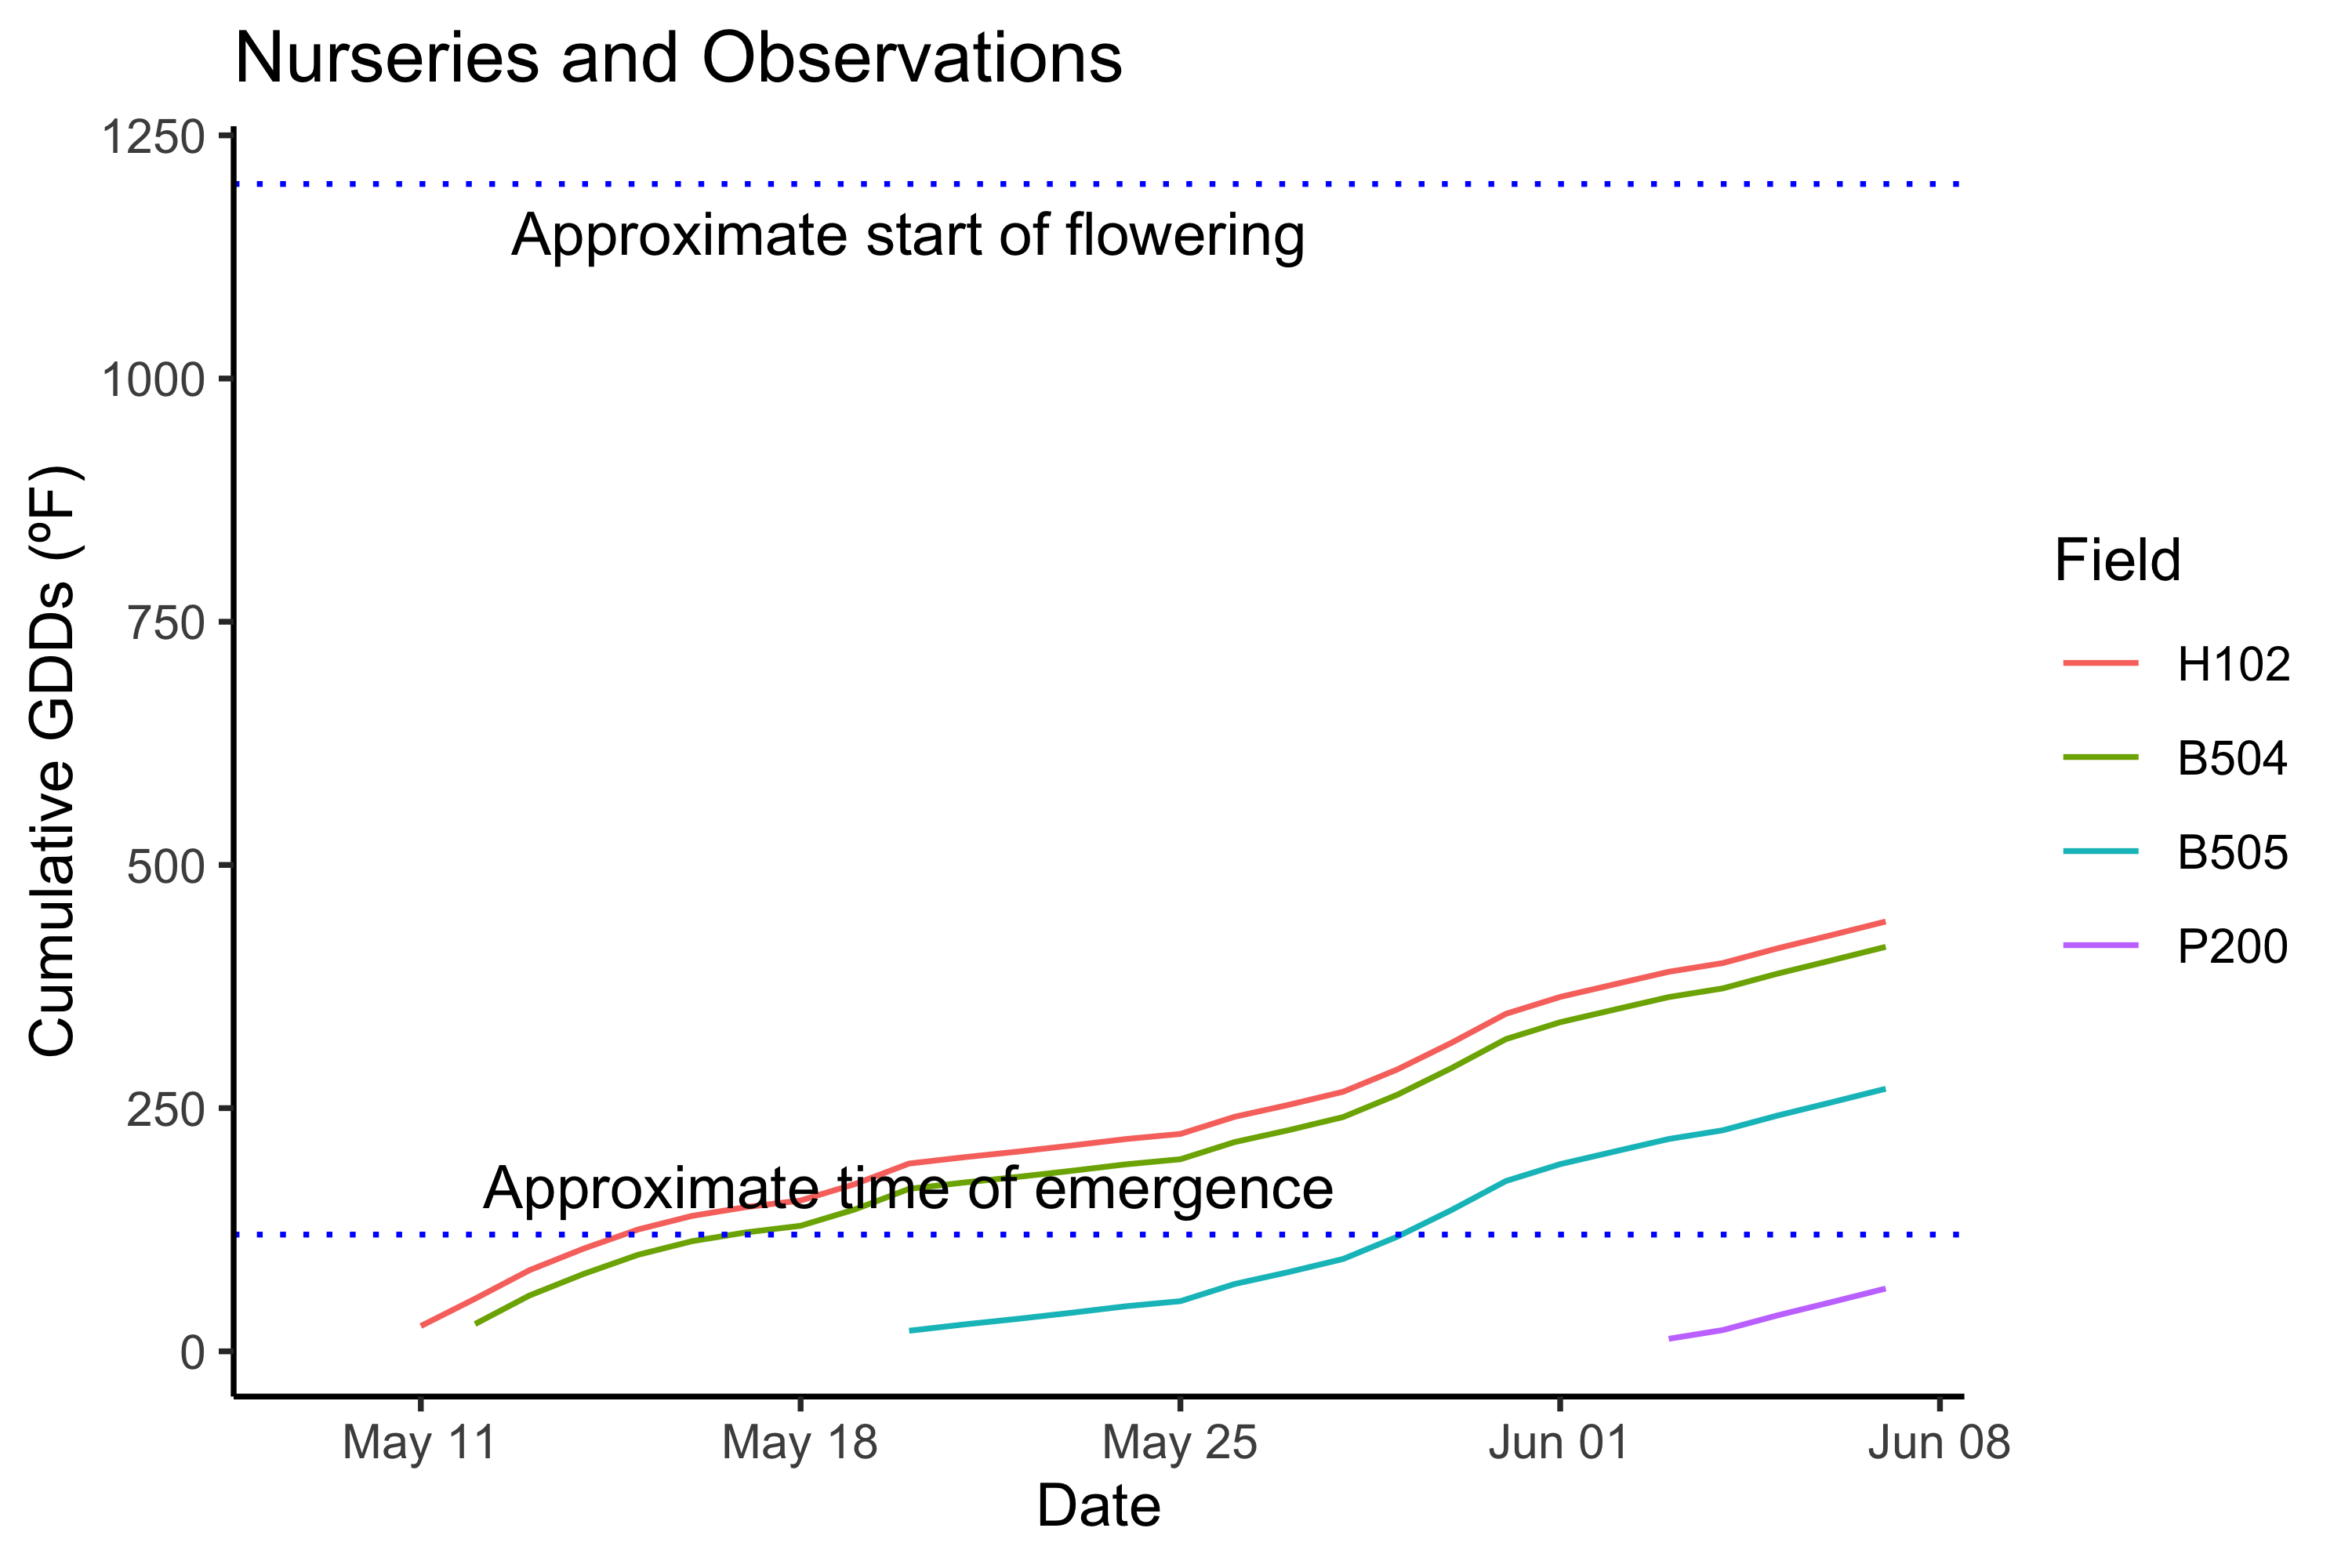 Nurseries and Observations
1250
1000
750
500
250
0
Cumulative GDDs (ºF)
Approximate start of flowering
Approximate time of emergence
May 11
May 18
May 25
Jun 01
Jun 08
Date
Field
H102
B504
B505
P200